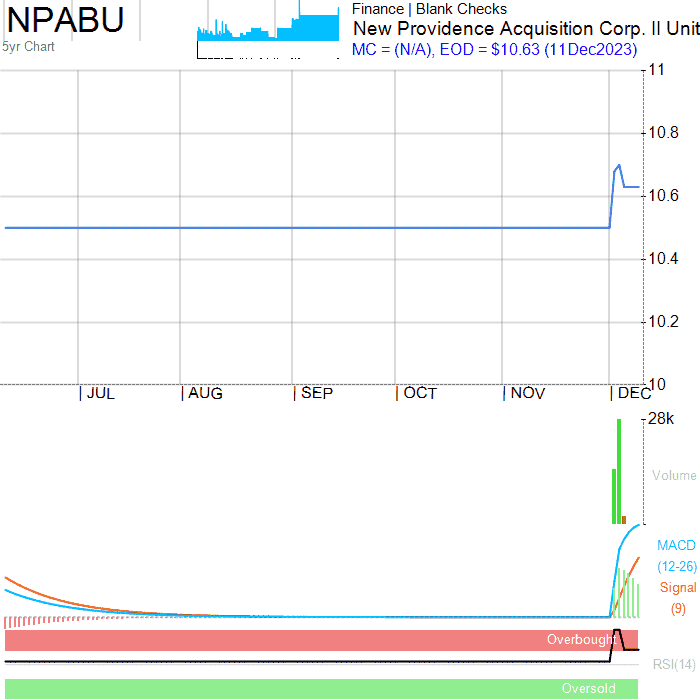 NPABU
5yr Chart
Finance | Blank Checks
New Providence Acquisition Corp. II Unit
MC = (N/A), EOD = $10.63 (11Dec2023)
11
10.8
10.6
10.4
10.2
10
| JUL | AUG | SEP | OCT | NOV | DEC
28k
Volume
MACD
(12-26)
Signal
(9)
Overbought
RSI(14)
Oversold